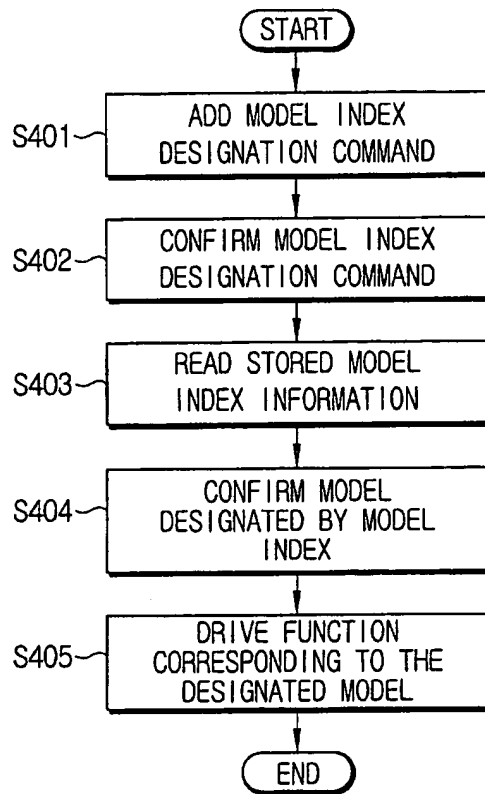 START
S401
ADD MODEL INDEX
DESIGNATION COMMAND
S402
CONFIRM MODEL INDEX
DESIGNATION COMMAND
S403
READ STORED MODEL
INDEX INFORMATION
S404
CONFIRM MODEL
DESIGNATED BY MODEL
INDEX
S405
DRIVE FUNCTION
CORRESPONDING TO THE
DESIGNATED MODEL
END